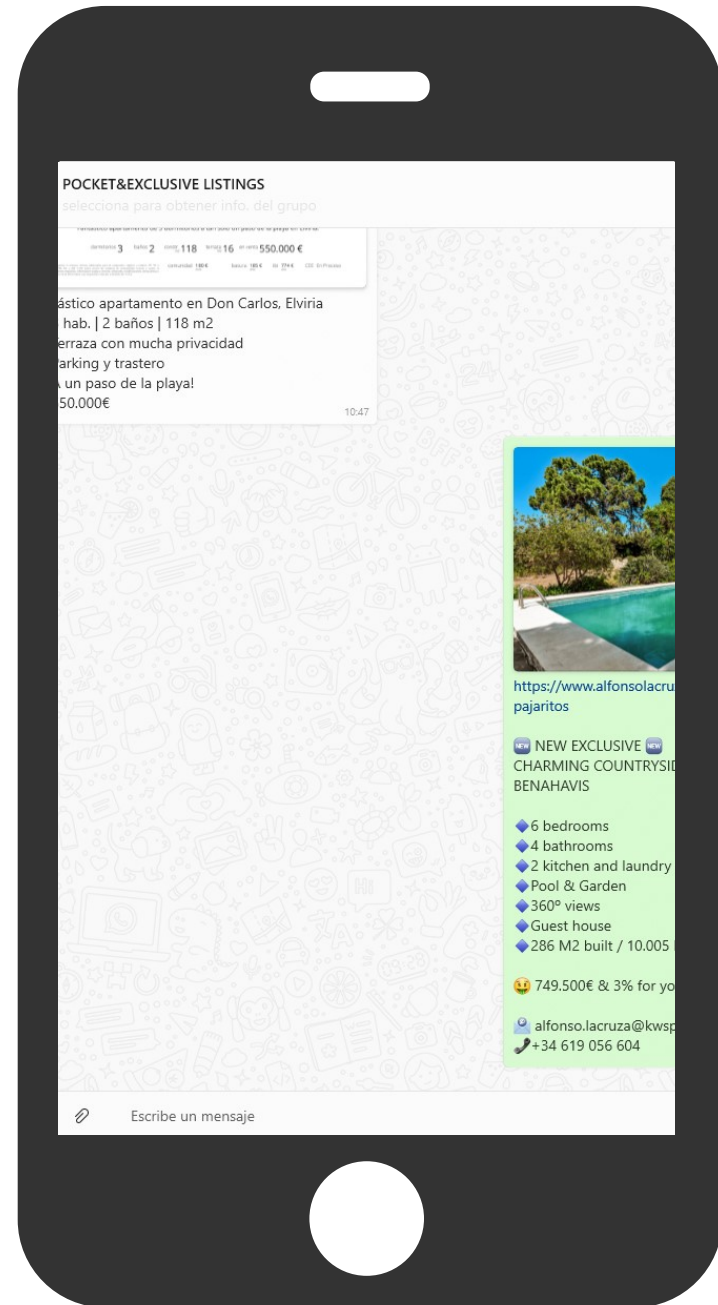 POCKET&EXCLUSIVE LISTINGS
selecciona para obtener info. del grupo
3 2 118 16 550.000 €
ástico apartamento en Don Carlos, Elviria
hab. | 2 baños | 118 m2
erraza con mucha privacidad
arking y trastero
un paso de la playa!
50.000€
10:47
https://www.alfonsolacru
pajaritos
NEW NEW EXCLUSIVE NEW
CHARMING COUNTRYSID
BENAHAVIS
6 bedrooms
4 bathrooms
2 kitchen and laundry
Pool & Garden
360º views
Guest house
286 M2 built / 10.005
749.500€ & 3% for yo
alfonso.lacruza@kwsp
+34 619 056 604
Escribe un mensaje